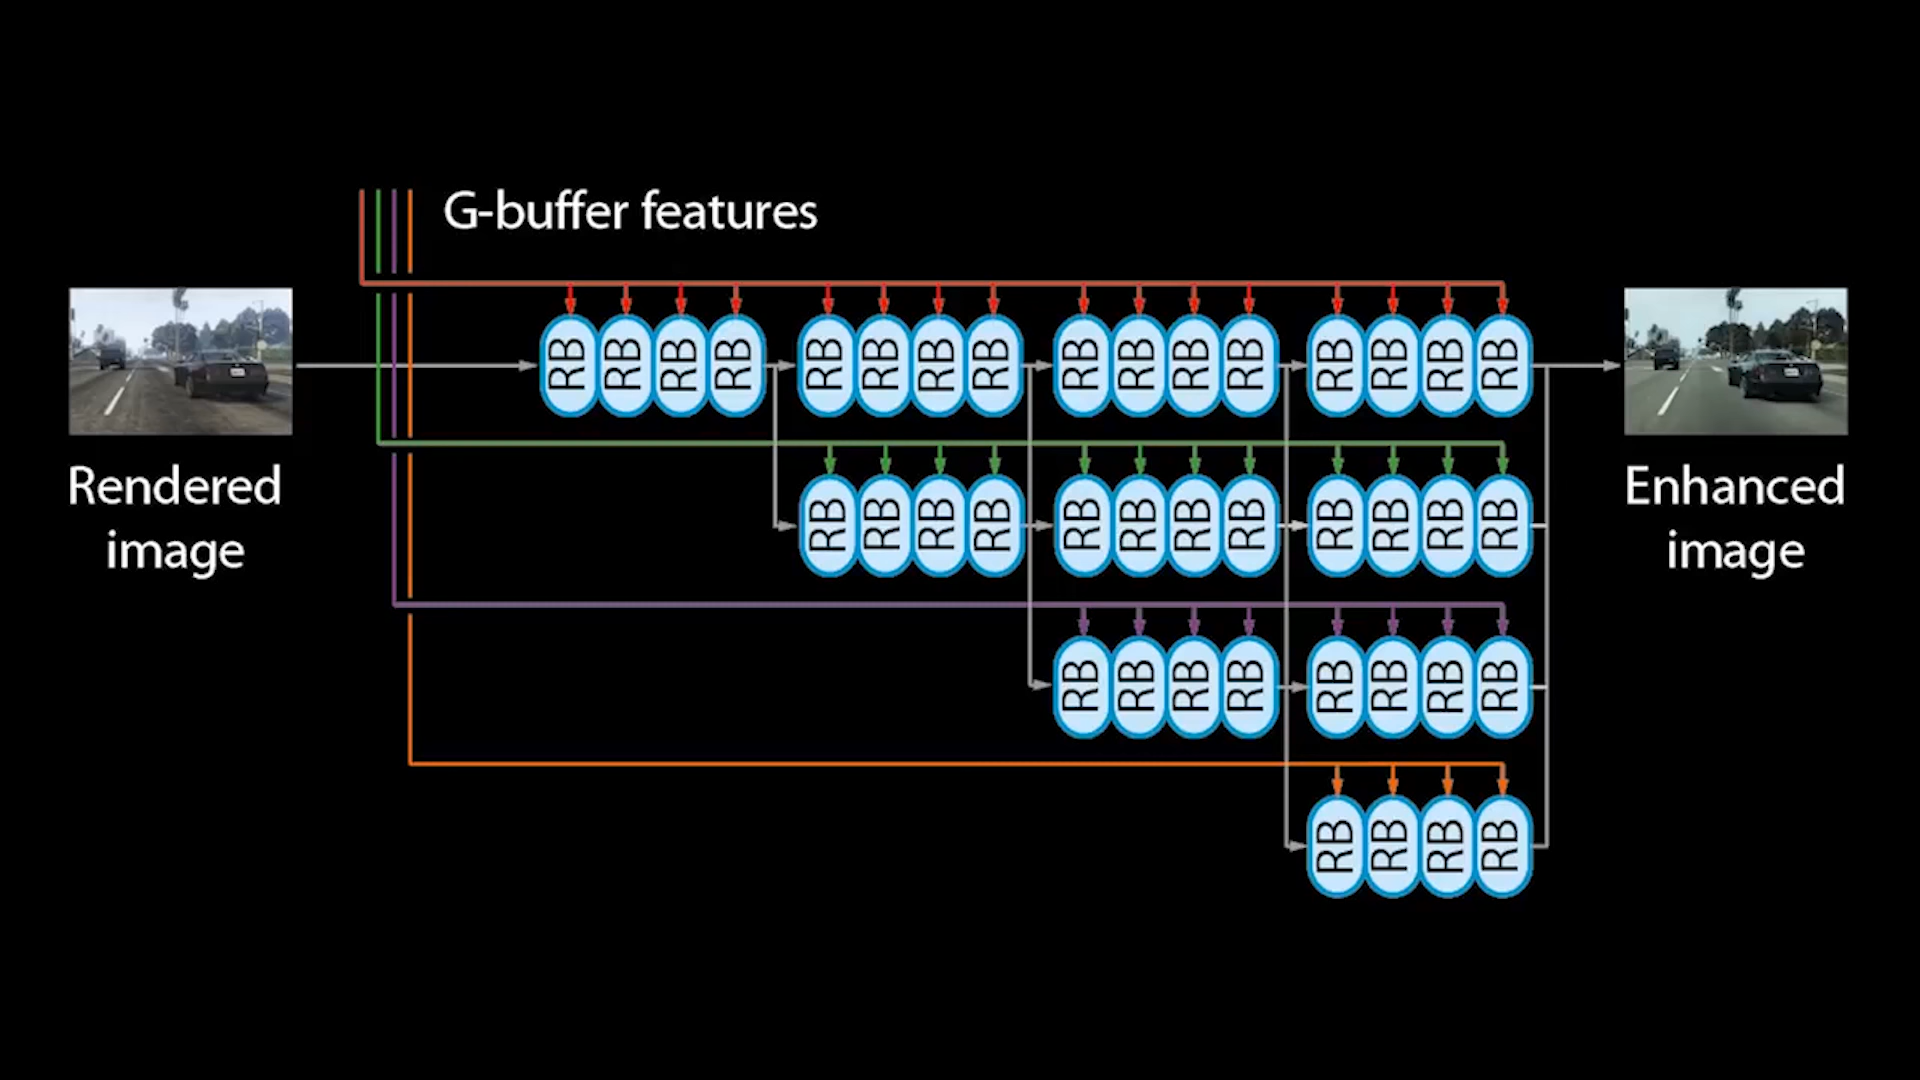 G-buffer features
RB RB RB RB RB RB RB RB RB RB RB RB RB RB RB RB
Rendered
image
Enhanced
image
RB RB RB RB RB RB RB RB RB RB RB RB
RB RB RB RB RB RB RB RB
RB RB RB RB